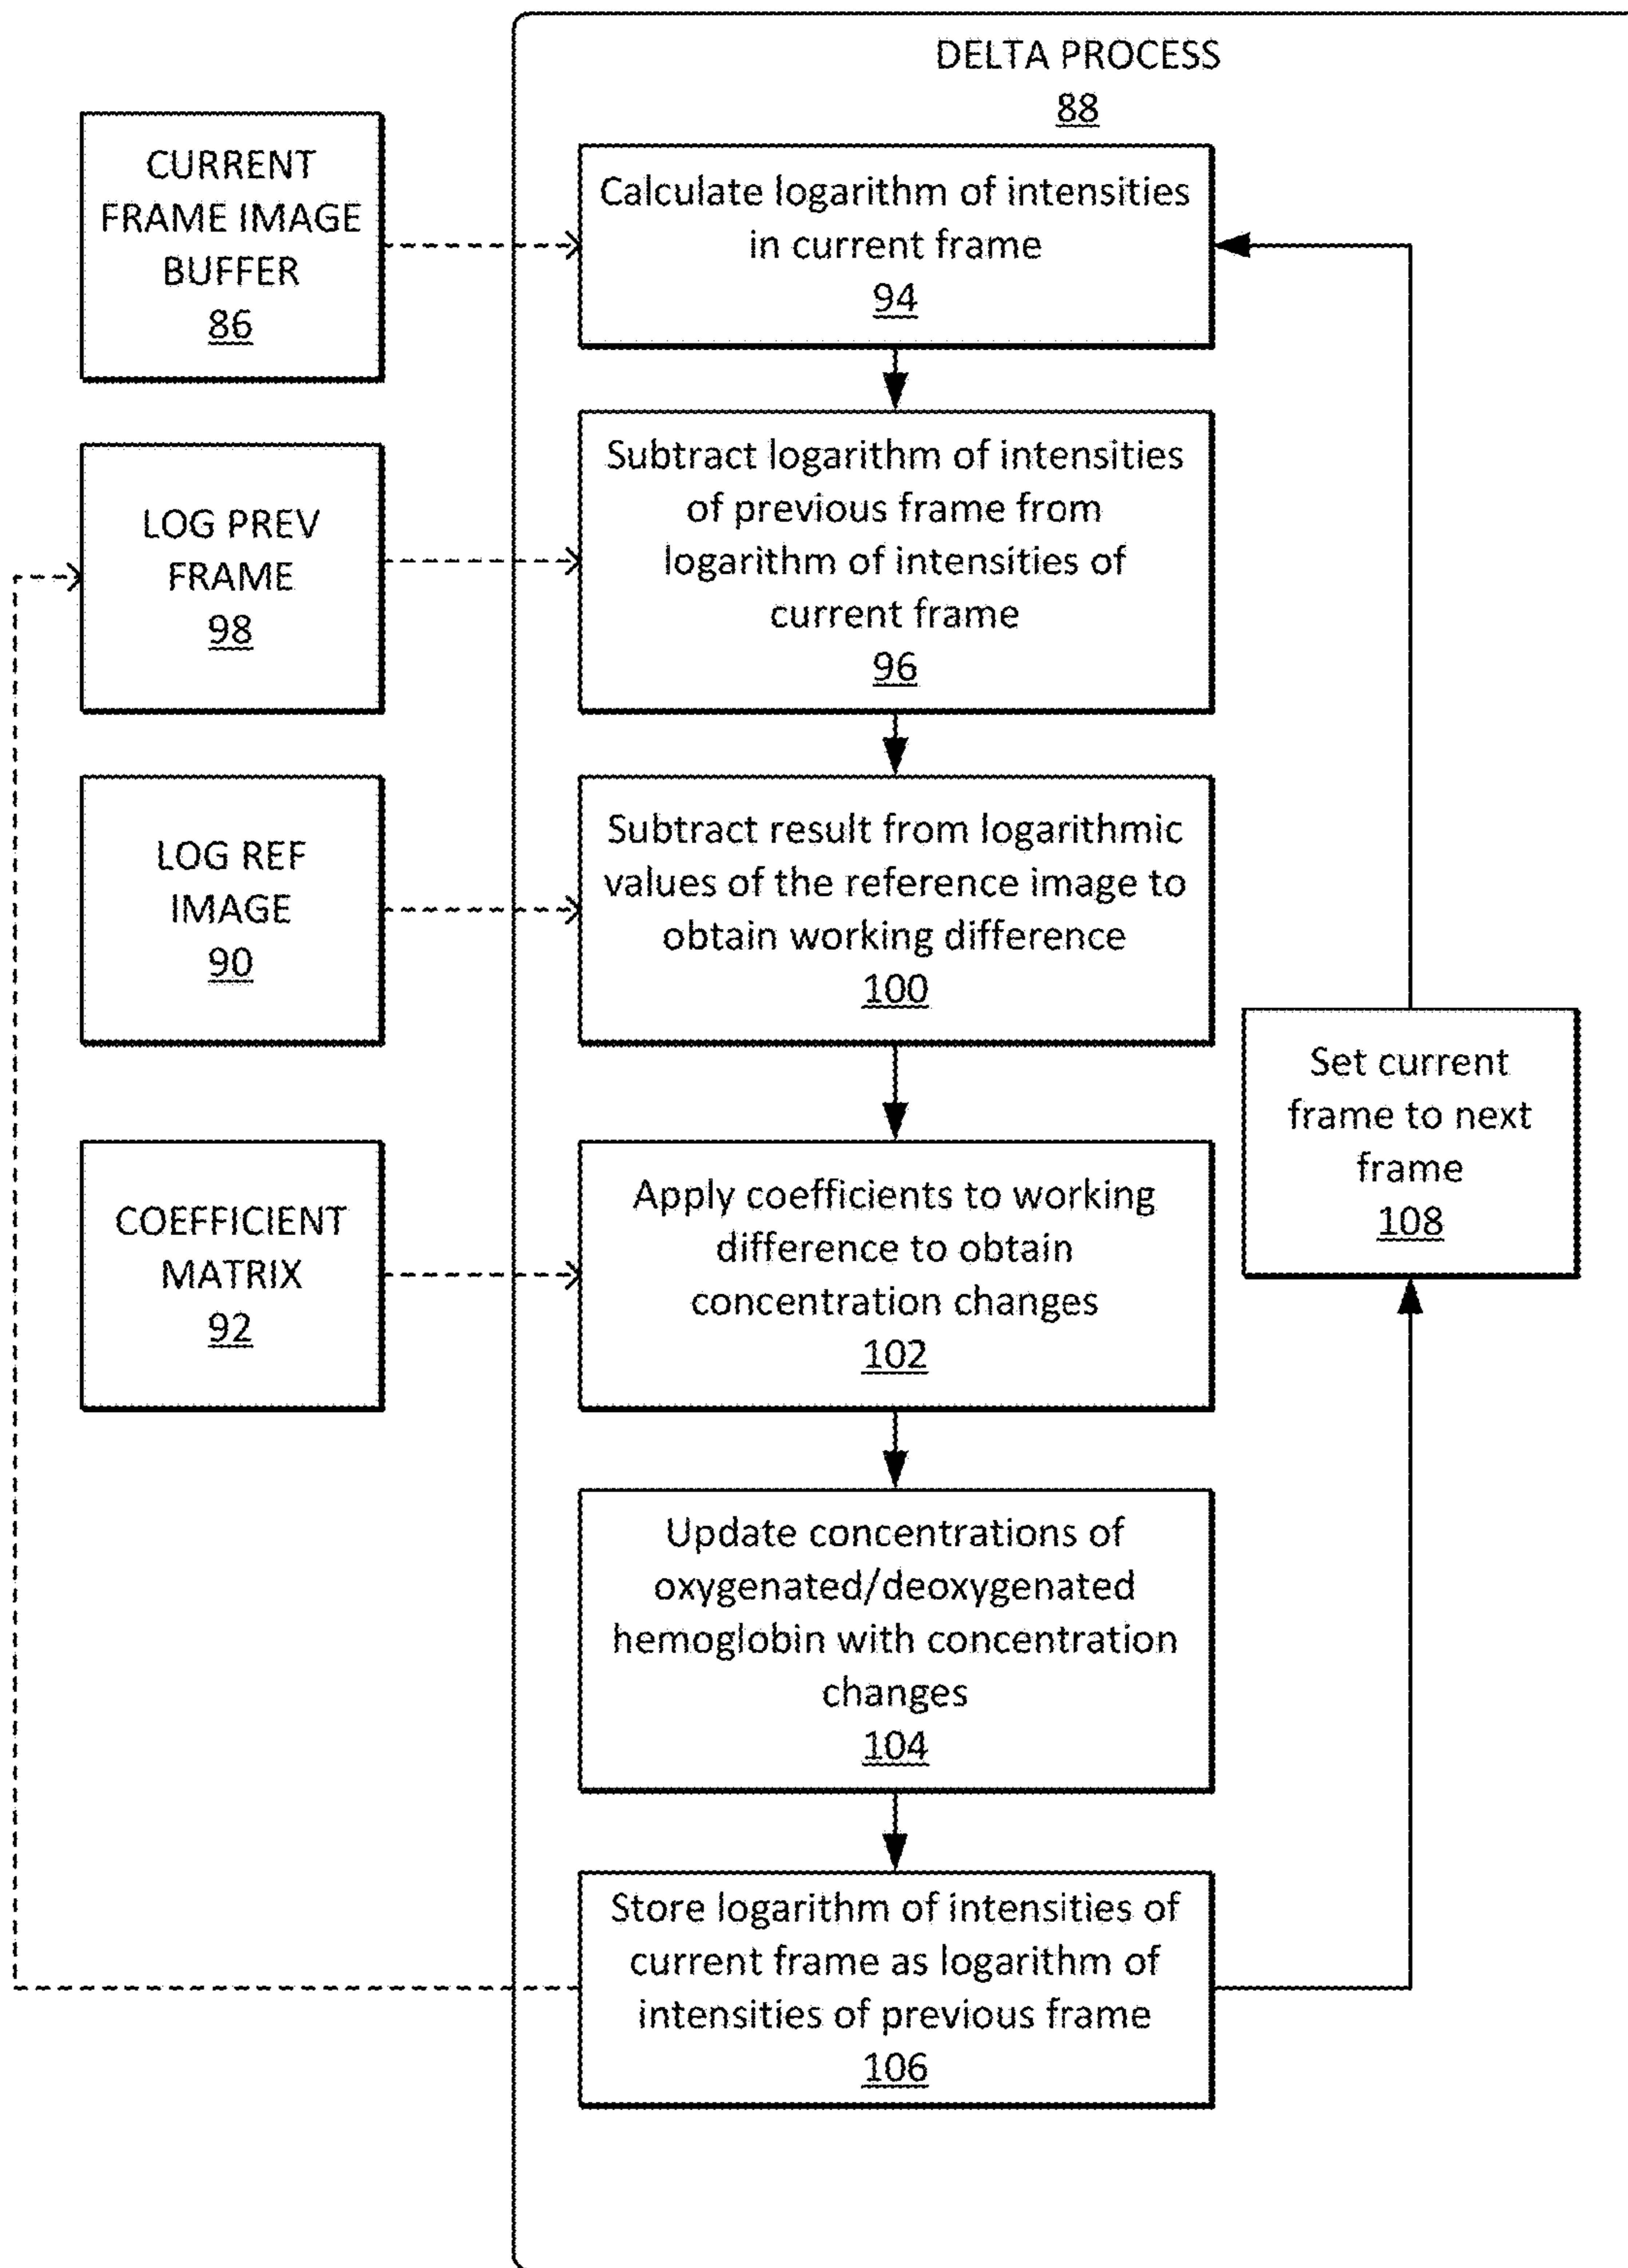 DELTA PROCESS
88
CURRENT
FRAME IMAGE
BUFFER
86
Calculate logarithm of intensities
in current frame
94
LOG PREV
FRAME
98
Subtract logarithm of intensities
of previous frame from
logarithm of intensities of
current frame
96
LOG REF
IMAGE
90
Subtract result from logarithmic
values of the reference image to
obtain working difference
100
Set current
frame to next
frame
108
COEFFICIENT
MATRIX
92
Apply coefficients to working
difference to obtain
concentration changes
102
Update concentrations of
oxygenated/deoxygenated
hemoglobin with concentration
changes
104
Store logarithm of intensities of
current frame as logarithm of
intensities of previous frame
106